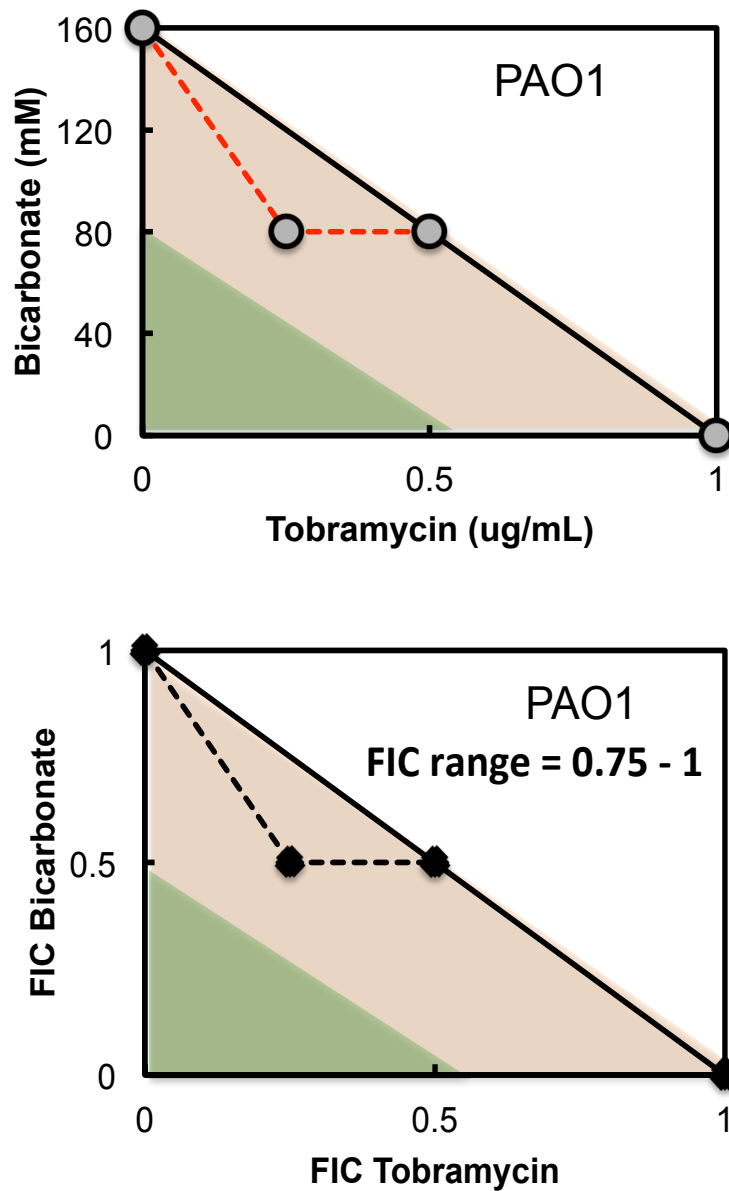 160
PAO1
120
80
40
0
Bicarbonate (mM)
0
0.5
1
Tobramycin (ug/mL)
1
PAO1
FIC range = 0.75 - 1
0.5
0
FIC Bicarbonate
0
0.5
1
FIC Tobramycin